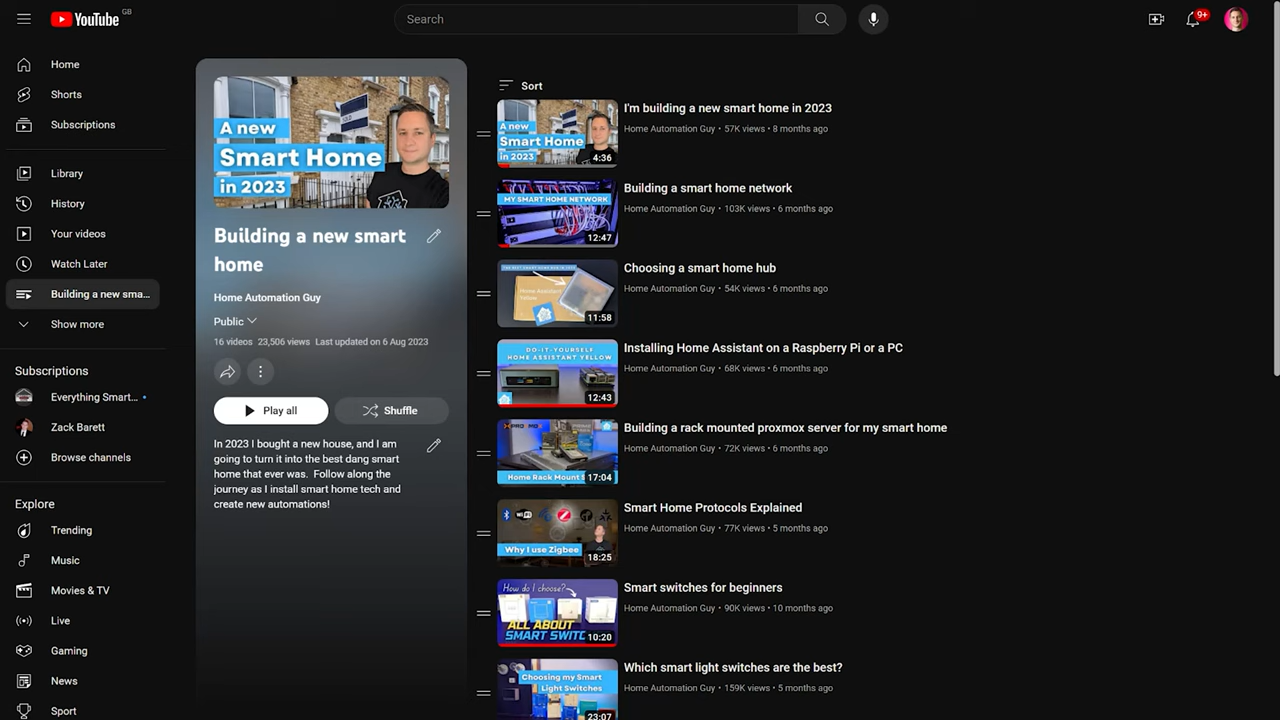 YouTube GB
Search
9+
Home
Shorts
Subscriptions
Library
History
Your videos
Watch Later
Building a new sma...
Show more
Subscriptions
Everything Smart...
Zack Barett
Browse channels
Explore
Trending
Music
Movies & TV
Live
Gaming
News
Sport
A new
Smart Home
in 2023
Building a new smart
home
Home Automation Guy
Public
16 videos 23,506 views Last updated on 6 Aug 2023
Play all
Shuffle
In 2023 I bought a new house, and I am
going to turn it into the best dang smart
home that ever was. Follow along the
journey as I install smart home tech and
create new automations!
Sort
A new
Smart Home
in 2023
4:36
I'm building a new smart home in 2023
Home Automation Guy • 57K views • 8 months ago
MY SMART HOME NETWORK
12:47
Building a smart home network
Home Automation Guy • 103K views • 6 months ago
Home Assistant
Yellow
11:58
Choosing a smart home hub
Home Automation Guy • 54K views • 6 months ago
DO-IT-YOURSELF
HOME ASSISTANT YELLOW
12:43
Installing Home Assistant on a Raspberry Pi or a PC
Home Automation Guy • 68K views • 6 months ago
PROXMOX
Home Rack Mount S
17:04
Building a rack mounted proxmox server for my smart home
Home Automation Guy • 72K views • 6 months ago
WiFi
Why I use Zigbee
18:25
Smart Home Protocols Explained
Home Automation Guy • 77K views • 5 months ago
How do I choose?
ALL ABOUT
SMART SWITC
10:20
Smart switches for beginners
Home Automation Guy • 90K views • 10 months ago
Choosing my Smart
Light Switches
23:07
Which smart light switches are the best?
Home Automation Guy • 159K views • 5 months ago